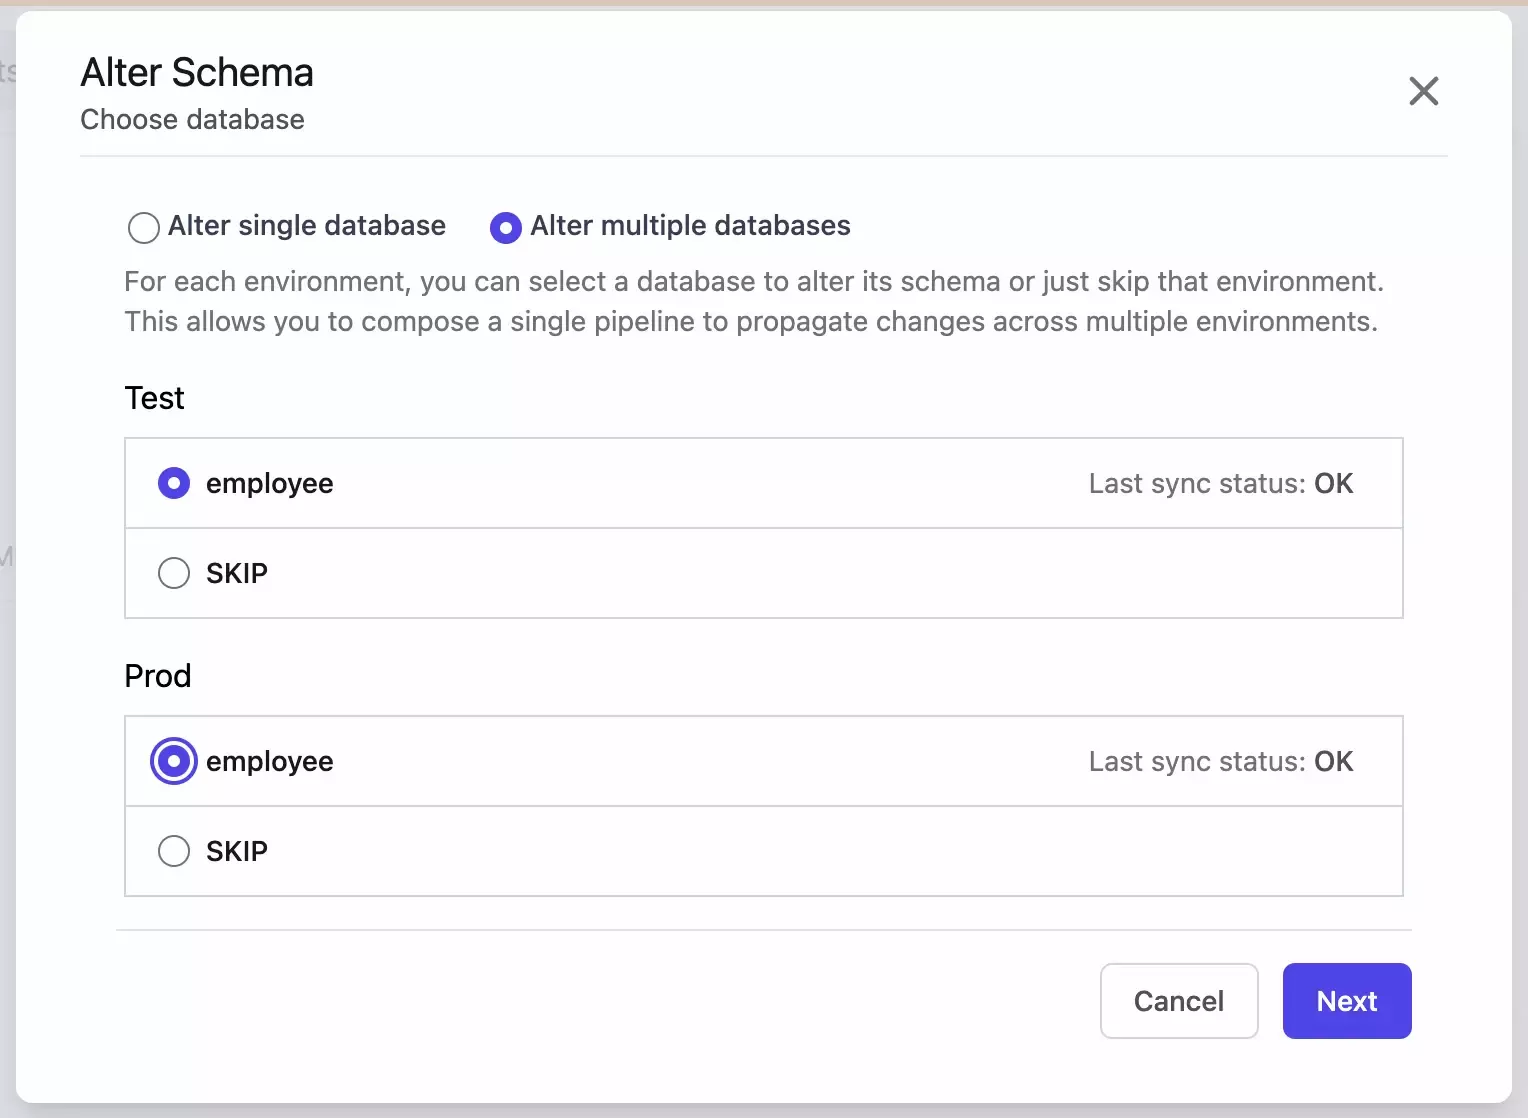 Alter Schema
Choose database
Alter single database Alter multiple databases
For each environment, you can select a database to alter its schema or just skip that environment.
This allows you to compose a single pipeline to propagate changes across multiple environments.
Test
employee Last sync status: OK
SKIP
Prod
employee Last sync status: OK
SKIP
Cancel Next